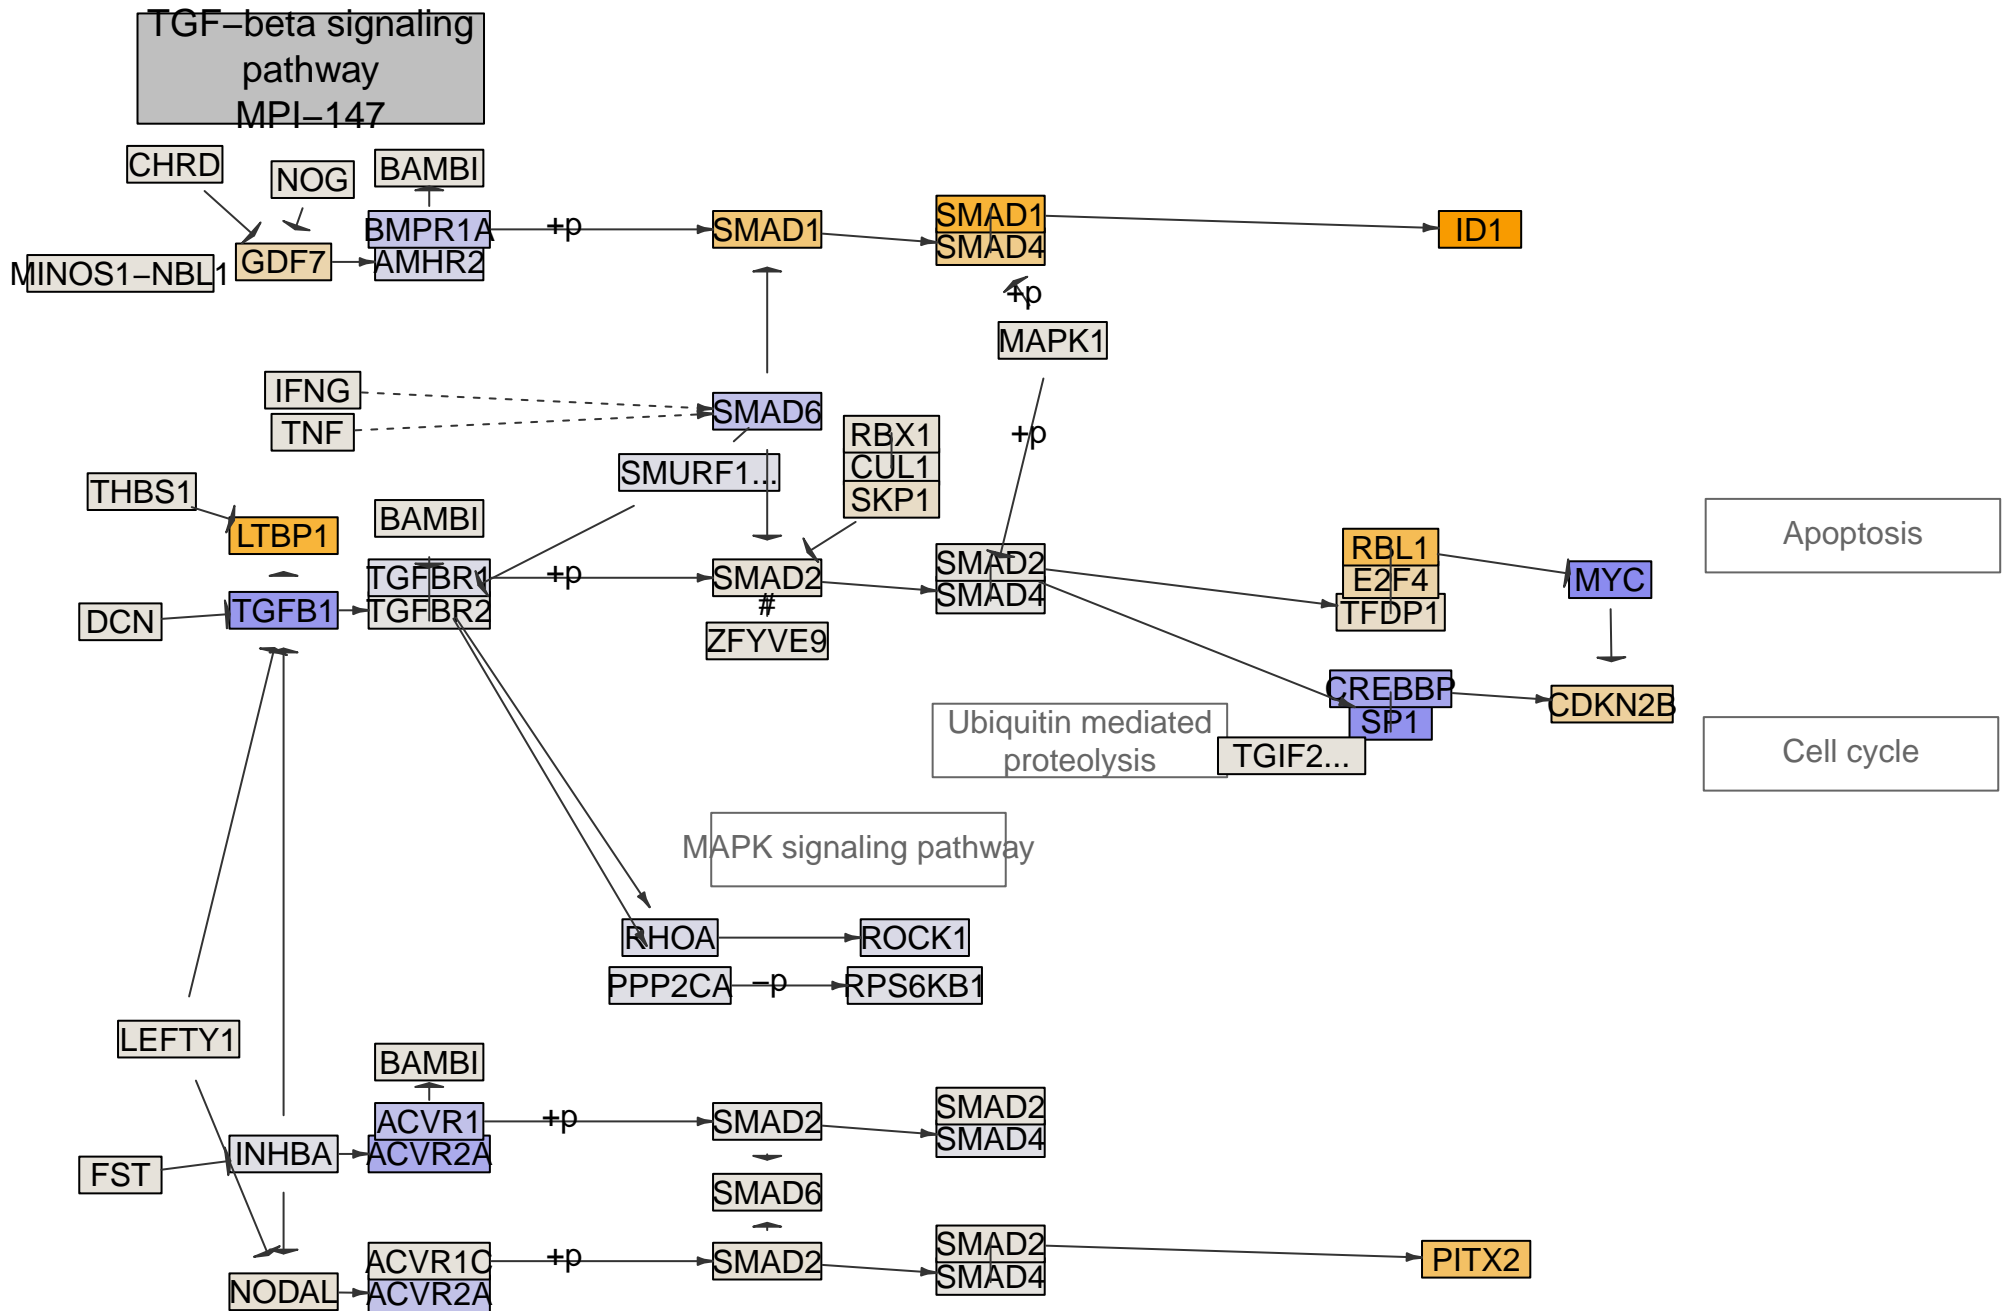 TGF−beta signaling
pathway
MPI−147
CHRD
NOG
BAMBI
BMPR1A
+p
SMAD1
SMAD1
SMAD4
ID1
GDF7
AMHR2
MINOS1−NBL1
+p
MAPK1
IFNG
TNF
SMAD6
RBX1
CUL1
SKP1
+p
SMURF1...
THBS1
LTBP1
BAMBI
TGFBR1
+p
SMAD2
#
ZFYVE9
SMAD2
SMAD4
RBL1
E2F4
TFDP1
MYC
Apoptosis
DCN
TGFB1
TGFBR2
CREBBP
SP1
TGIF2...
CDKN2B
Ubiquitin mediated
proteolysis
Cell cycle
MAPK signaling pathway
RHOA
ROCK1
PPP2CA
−p
RPS6KB1
LEFTY1
BAMBI
ACVR1
+p
SMAD2
SMAD2
SMAD4
INHBA
ACVR2A
FST
SMAD6
ACVR1C
+p
SMAD2
SMAD2
SMAD4
PITX2
NODAL
ACVR2A